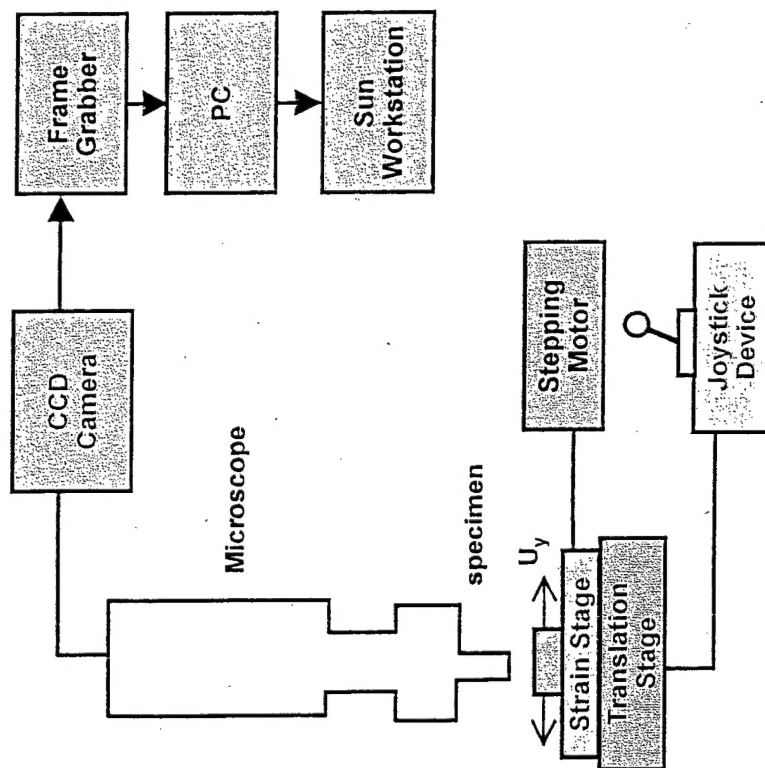 CCD
Camera
Frame
Grabber
PC
Sun
Workstation
Microscope
specimen
Uy
Strain Stage
Translation
Stage
Stepping
Motor
Joystick
Device